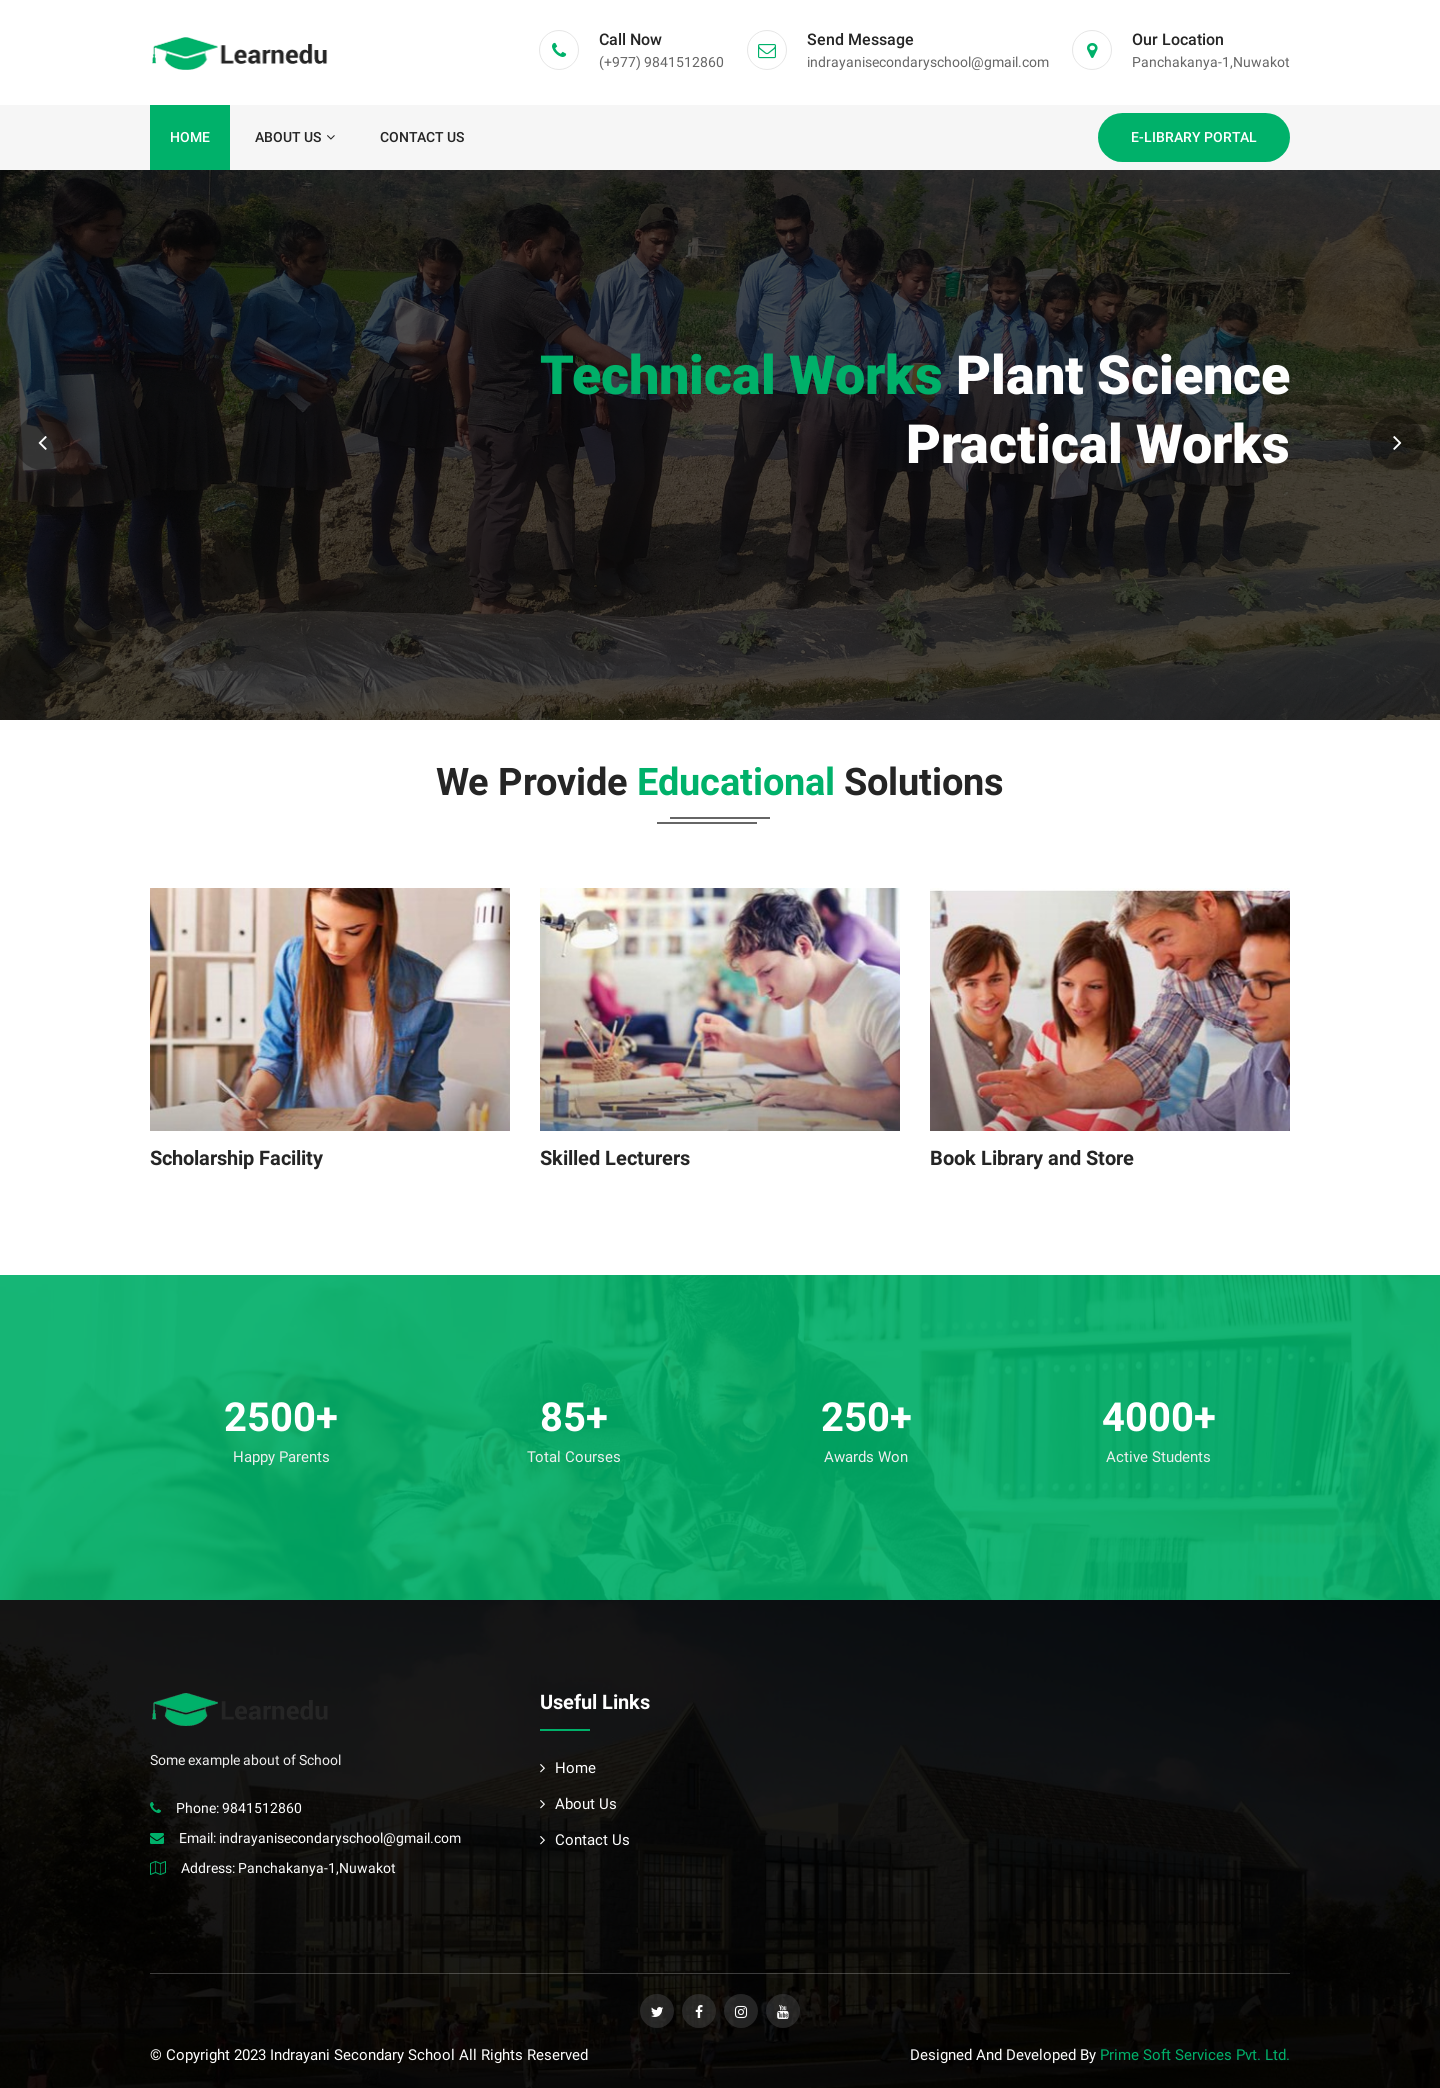 Learnedu
Call Now
(+977) 9841512860
Send Message
indrayanisecondaryschool@gmail.com
Our Location
Panchakanya-1,Nuwakot
HOME
ABOUT US
CONTACT US
E-LIBRARY PORTAL
Technical Works Plant Science
Practical Works
We Provide Educational Solutions
Scholarship Facility
Skilled Lecturers
Book Library and Store
2500+
Happy Parents
85+
Total Courses
250+
Awards Won
4000+
Active Students
Learnedu
Some example about of School
Phone: 9841512860
Email: indrayanisecondaryschool@gmail.com
Address: Panchakanya-1,Nuwakot
Useful Links
Home
About Us
Contact Us
© Copyright 2023 Indrayani Secondary School All Rights Reserved
Designed And Developed By Prime Soft Services Pvt. Ltd.